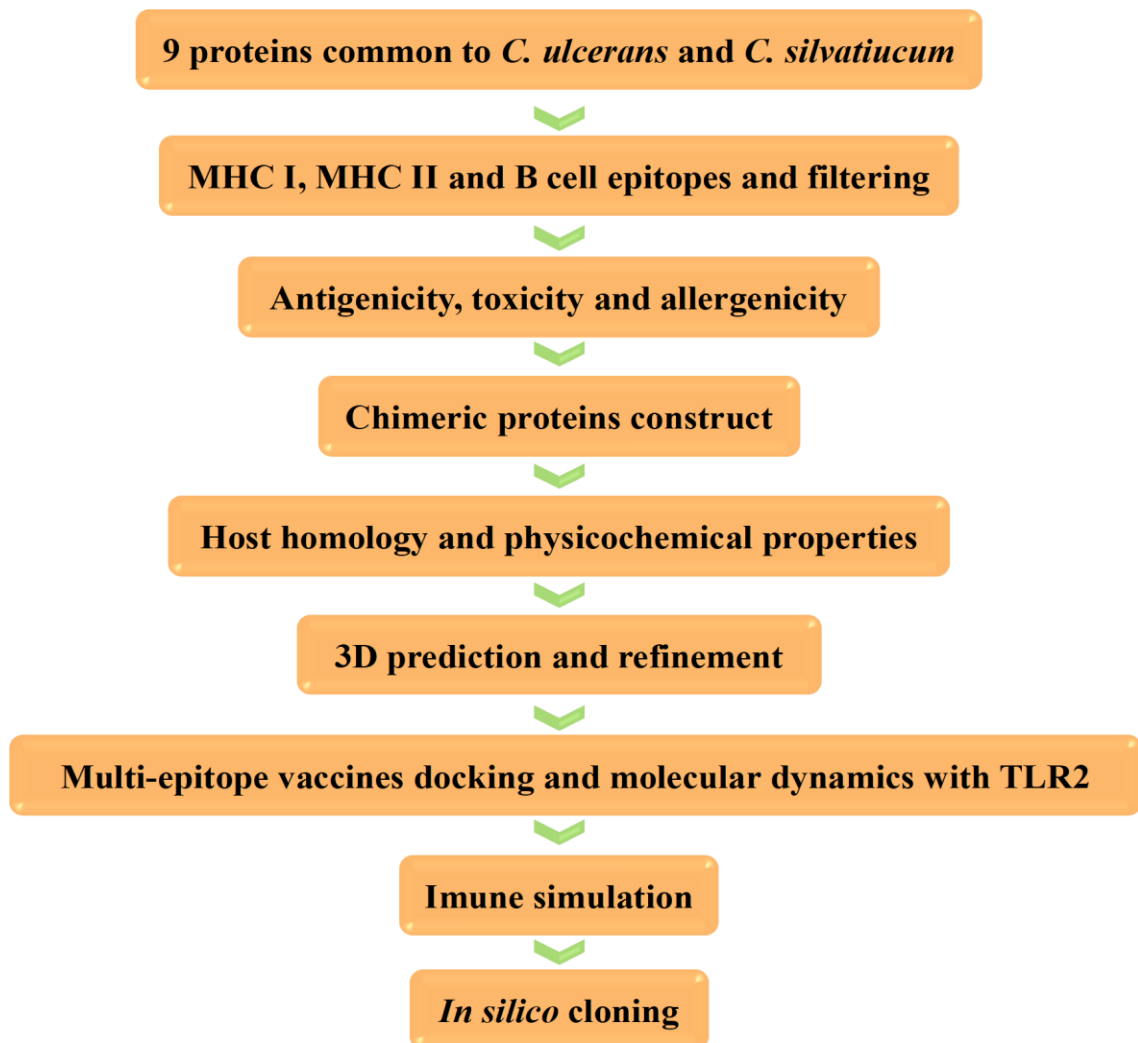 9 proteins common to C. ulcerans and C. silvatiucum
MHC I, MHC II and B cell epitopes and filtering
Antigenicity, toxicity and allergenicity
Chimeric proteins construct
Host homology and physicochemical properties
3D prediction and refinement
Multi-epitope vaccines docking and molecular dynamics with TLR2
Imune simulation
In silico cloning